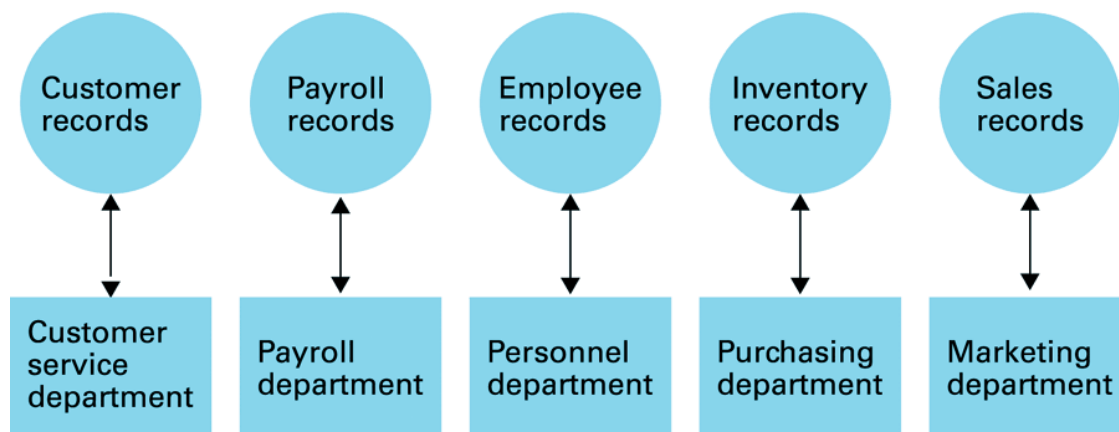 Customer
records
Payroll
records
Employee
records
Inventory
records
Sales
records
Customer
service
department
Payroll
department
Personnel
department
Purchasing
department
Marketing
department